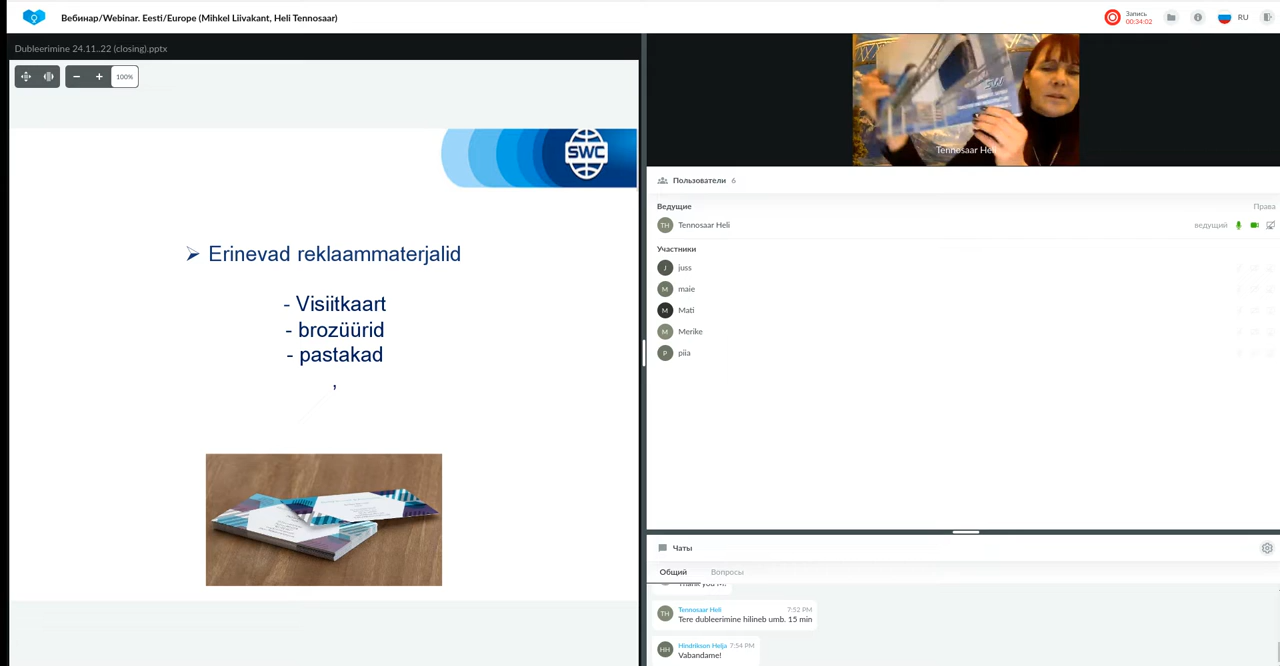 Вебинар/Webinar. Eesti/Europe (Mihkel Liivakant, Heli Tennosaar)
Запись
00:34:02
RU
Dubleerimine 24.11..22 (closing).pptx
100%
SWC
➢ Erinevad reklaammaterjalid
- Visiitkaart
- brozüürid
- pastakad
,
Tennosaar Heli
Пользователи 6
Ведущие
Права
TH Tennosaar Heli
ведущий
Участники
J juss
M maie
M Mati
M Merike
P piia
Чаты
Общий
Вопросы
TH Tennosaar Heli 7:52 PM
Tere dubleerimine hilineb umb. 15 min
HH Hindrikson Helja 7:54 PM
Vabandame!